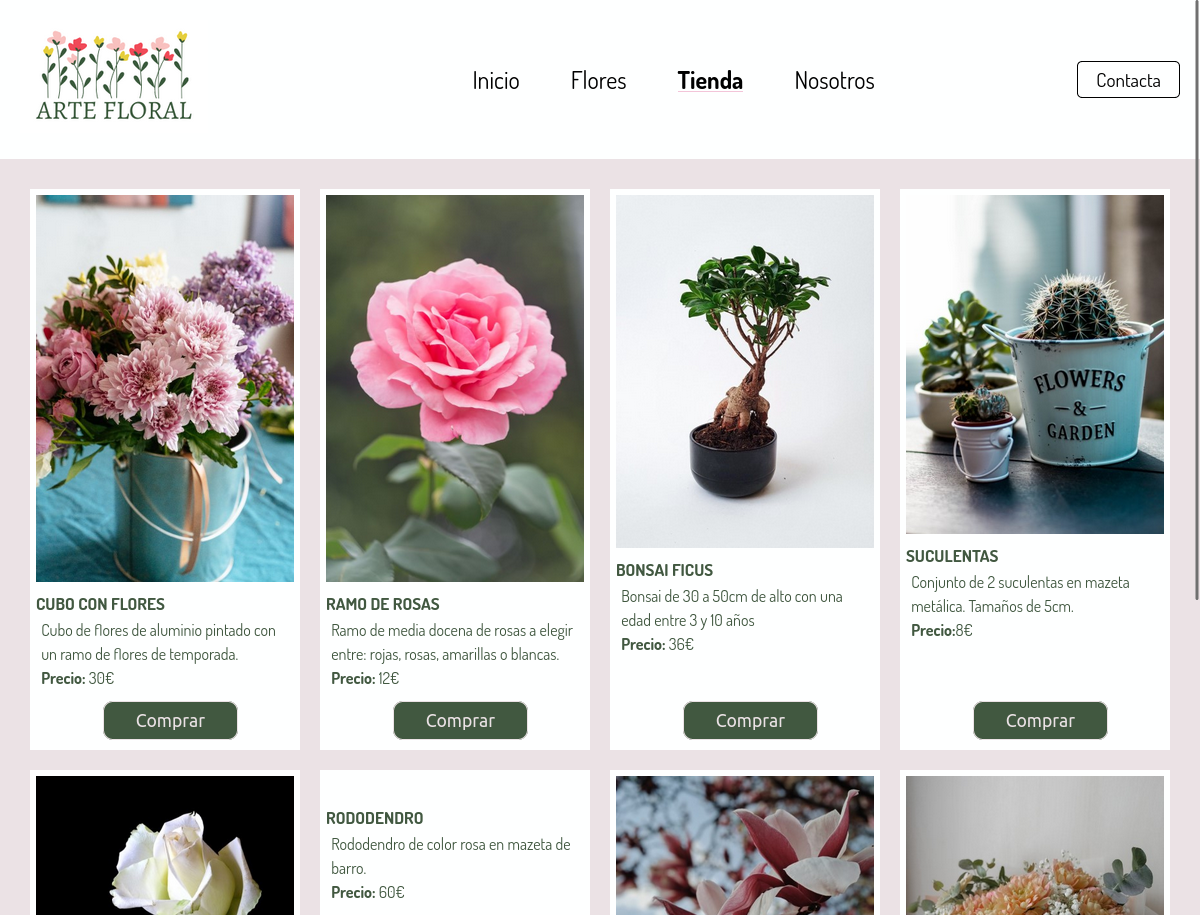 ARTE FLORAL
Inicio
Flores
Tienda
Nosotros
Contacta
FLOWERS
&
GARDEN
CUBO CON FLORES
Cubo de flores de aluminio pintado con
un ramo de flores de temporada.
Precio: 30€
Comprar
RAMO DE ROSAS
Ramo de media docena de rosas a elegir
entre: rojas, rosas, amarillas o blancas.
Precio: 12€
Comprar
BONSAI FICUS
Bonsai de 30 a 50cm de alto con una
edad entre 3 y 10 años
Precio: 36€
Comprar
SUCULENTAS
Conjunto de 2 suculentas en mazeta
metálica. Tamaños de 5cm.
Precio:8€
Comprar
RODODENDRO
Rododendro de color rosa en mazeta de
barro.
Precio: 60€